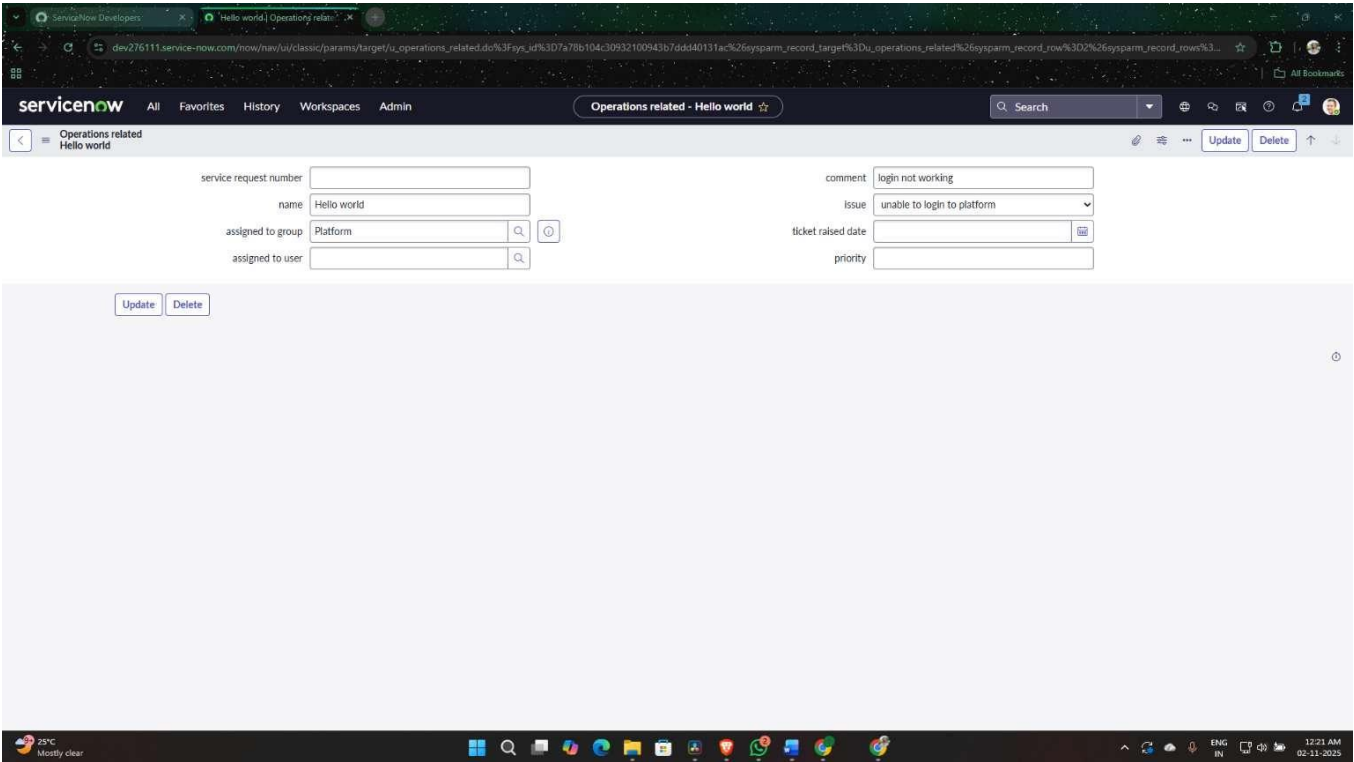 ServiceNow Developers
Hello world | Operations relate
dev276111.service-now.com/now/nav/ui/classic/params/target/u_operations_related.do%3Fsys_id%3D7a78b104c30932100943b7ddd40131ac%26sysparm_record_target%3Du_operations_related%26sysparm_record_row%3D2%26sysparm_record_rows%3...
All Bookmarks
servicenow All Favorites History Workspaces Admin Operations related - Hello world Search 2
Operations related
Hello world
Update Delete
service request number
name Hello world
assigned to group Platform
assigned to user
comment login not working
issue unable to login to platform
ticket raised date
priority
Update Delete
25°C
Mostly clear
ENG
IN
12:21 AM
02-11-2025